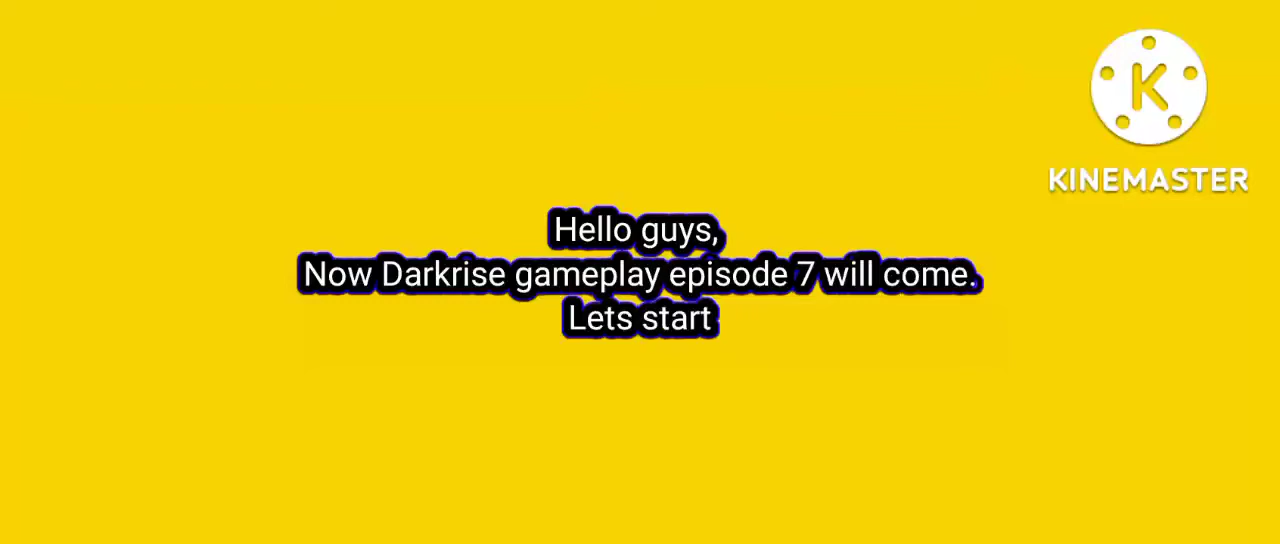 KINEMASTER
Hello guys,
Now Darkrise gameplay episode 7 will come.
Lets start